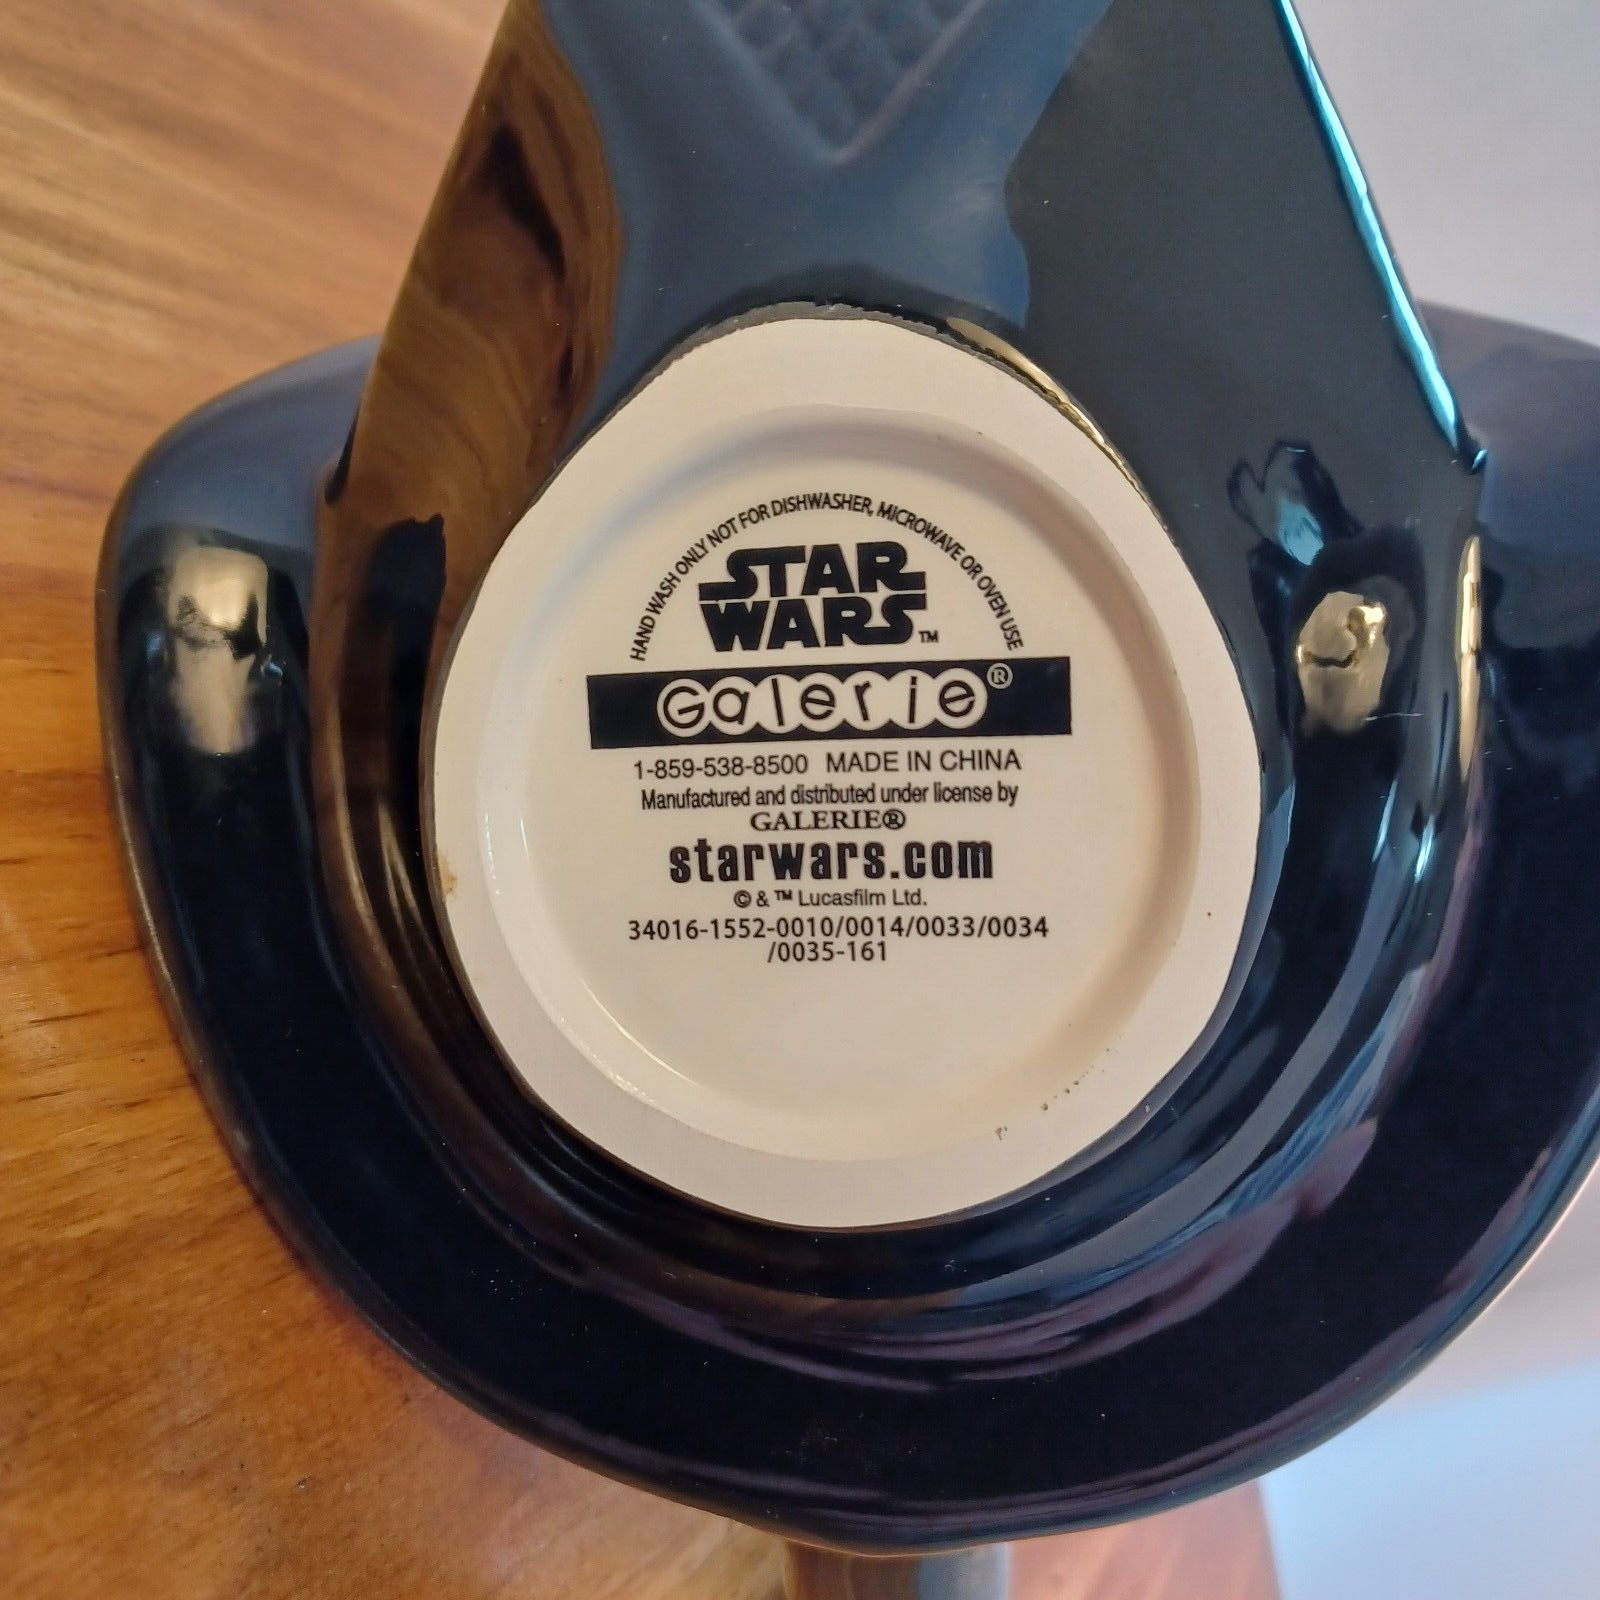 HAND WASH ONLY NOT FOR DISHWASHER, MICROWAVE OR OVEN USE
STAR
WARS™
Galerie®
1-859-538-8500 MADE IN CHINA
Manufactured and distributed under license by
GALERIE®
starwars.com
© & ™ Lucasfilm Ltd.
34016-1552-0010/0014/0033/0034
/0035-161